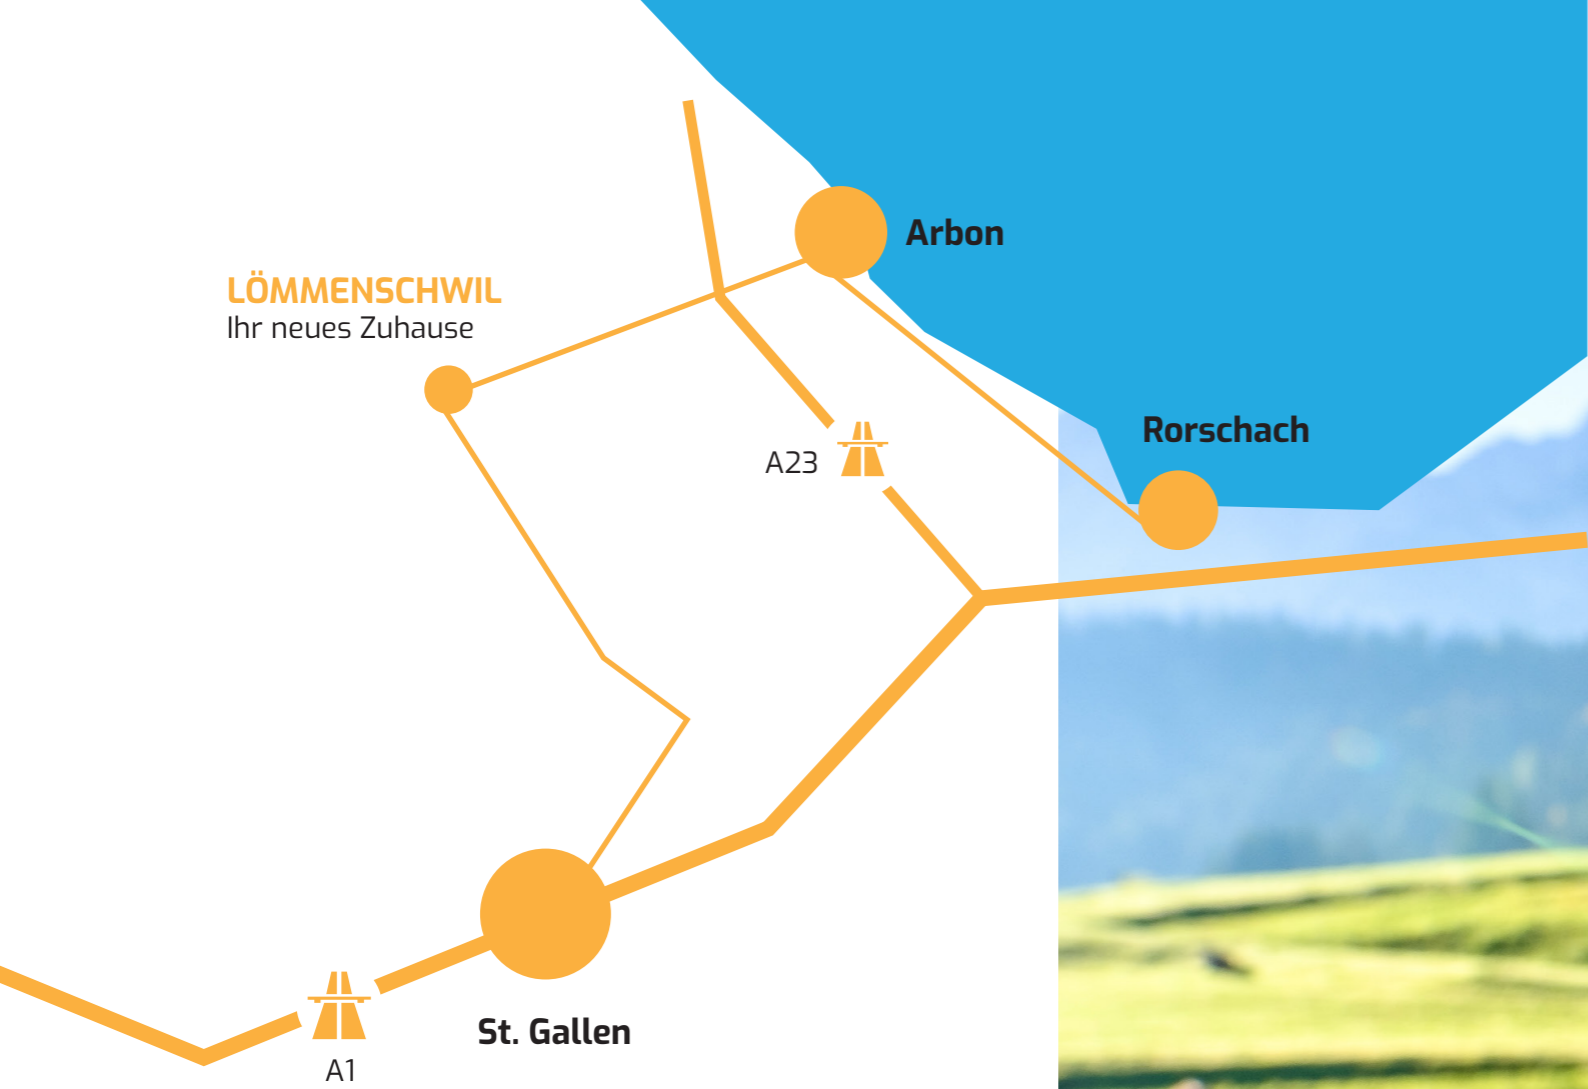 Arbon
LÖMMENSCHWIL
Ihr neues Zuhause
Rorschach
A23
St. Gallen
A1